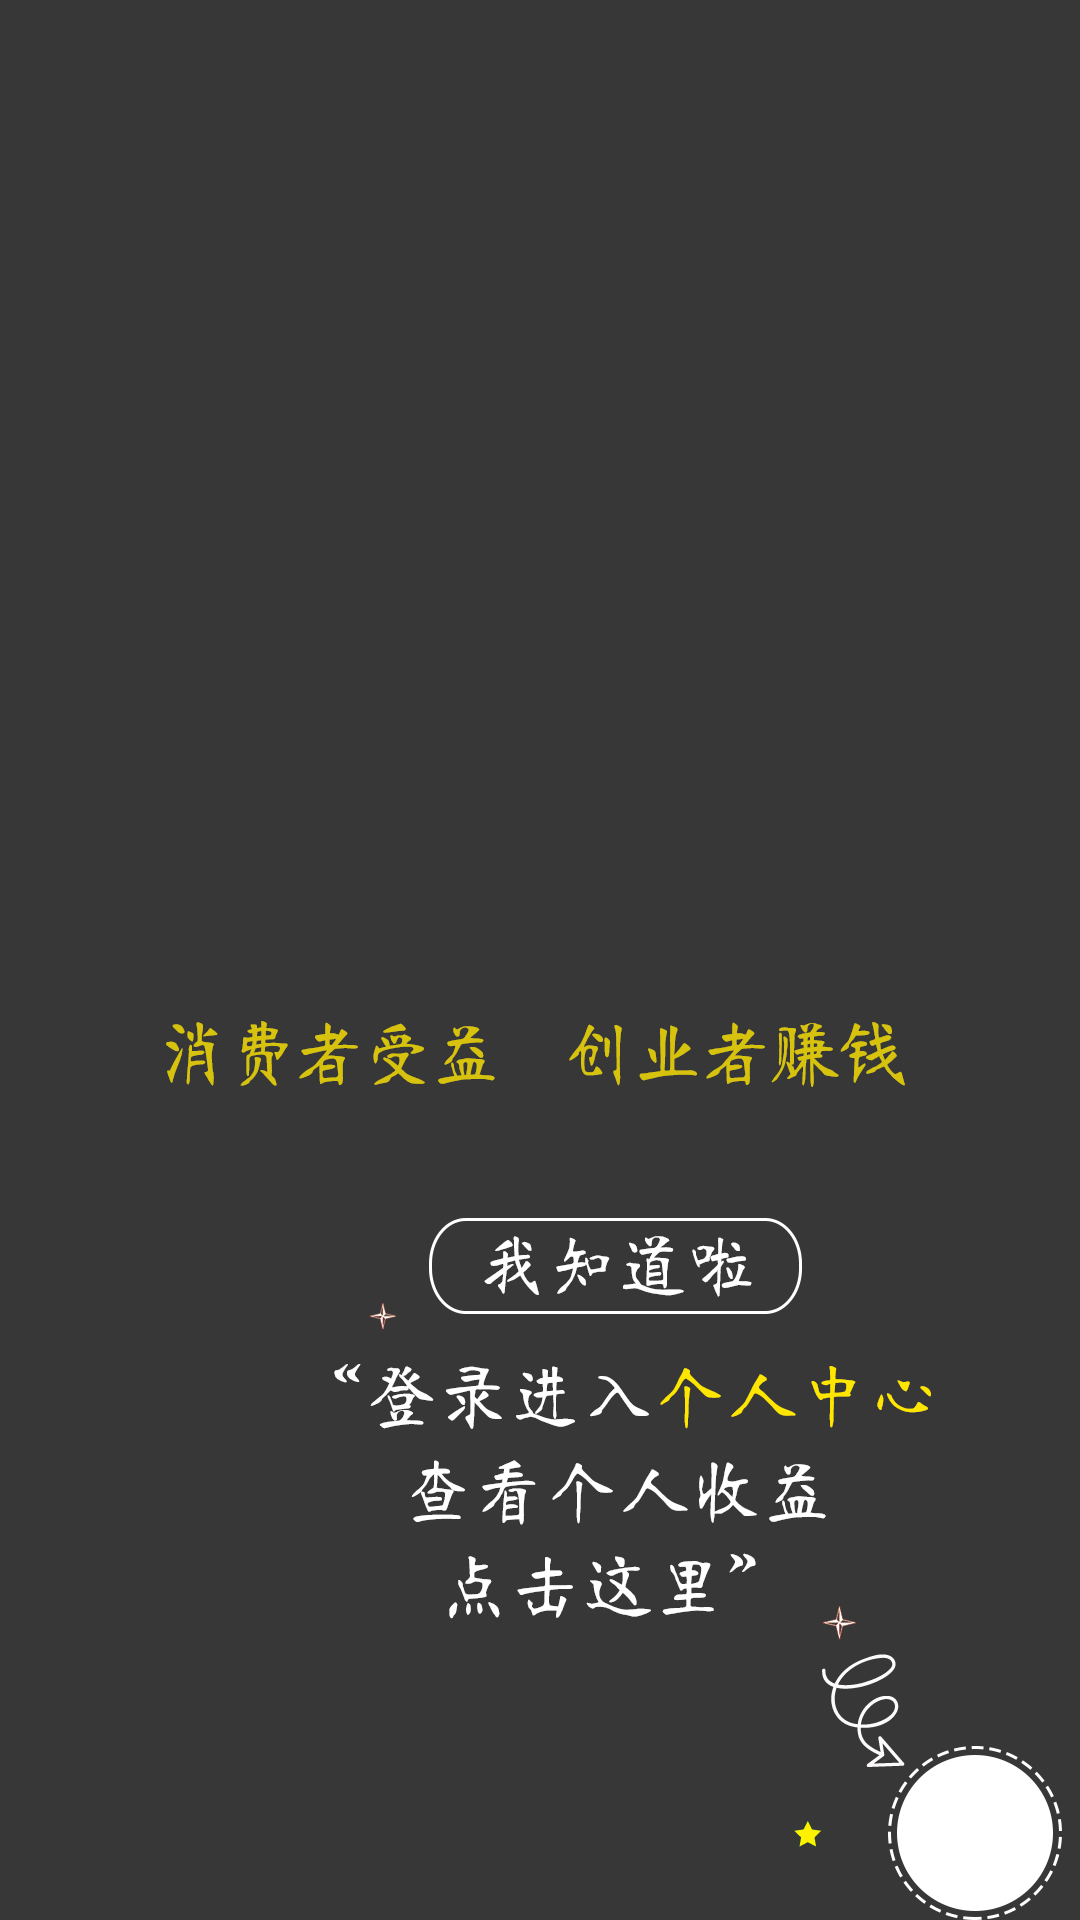 消费者受益 创业者赚钱
我知道啦
“登录进入个人中心
查看个人收益
点击这里”